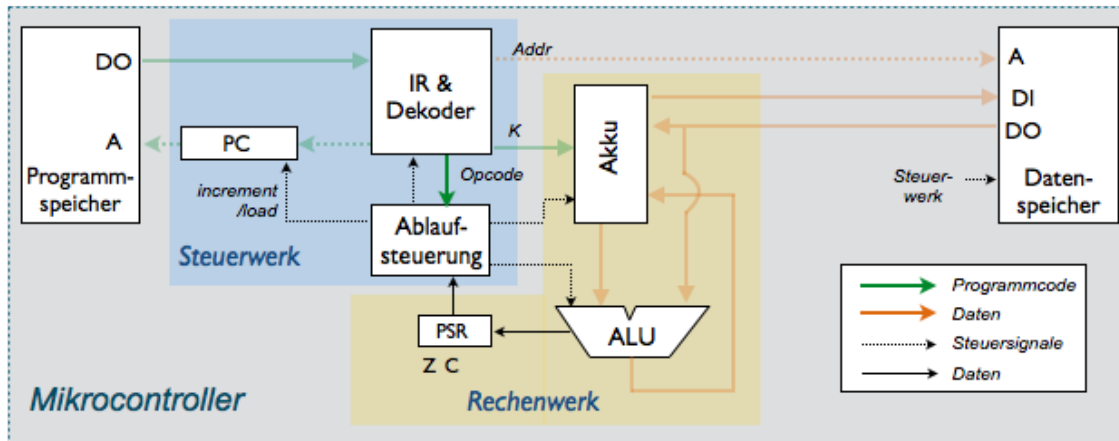 DO
A
Programm-
speicher
PC
increment
/load
Steuerwerk
IR &
Dekoder
Opcode
Ablauf-
steuerung
PSR
Z C
Addr
K
Akku
ALU
Rechenwerk
A
DI
DO
Steuer-
werk
Daten-
speicher
Programmcode
Daten
Steuersignale
Daten
Mikrocontroller